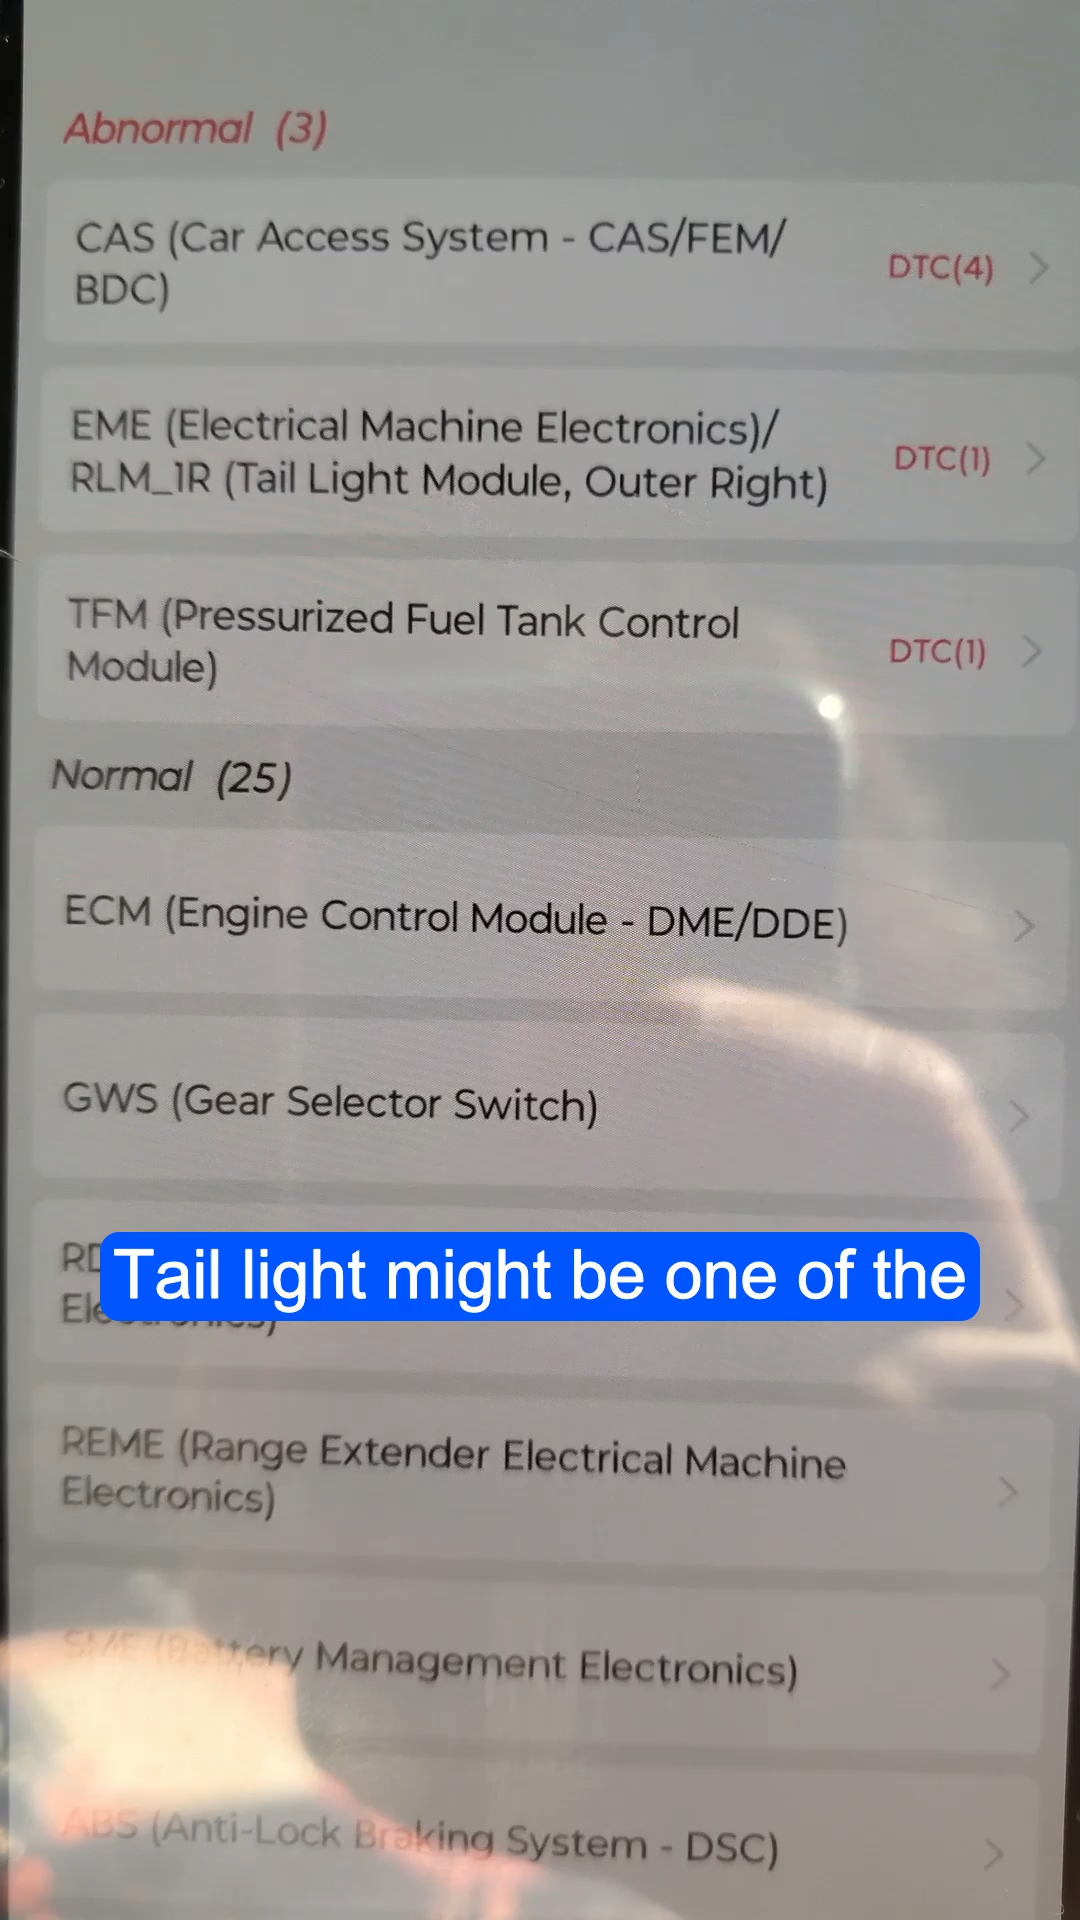 Abnormal (3)
CAS (Car Access System - CAS/FEM/
BDC)
DTC(4)
EME (Electrical Machine Electronics)/
RLM_1R (Tail Light Module, Outer Right)
DTC(1)
TFM (Pressurized Fuel Tank Control
Module)
DTC(1)
Normal (25)
ECM (Engine Control Module - DME/DDE)
GWS (Gear Selector Switch)
Tail light might be one of the
REME (Range Extender Electrical Machine
Electronics)
SME (Battery Management Electronics)
ABS (Anti-Lock Braking System - DSC)